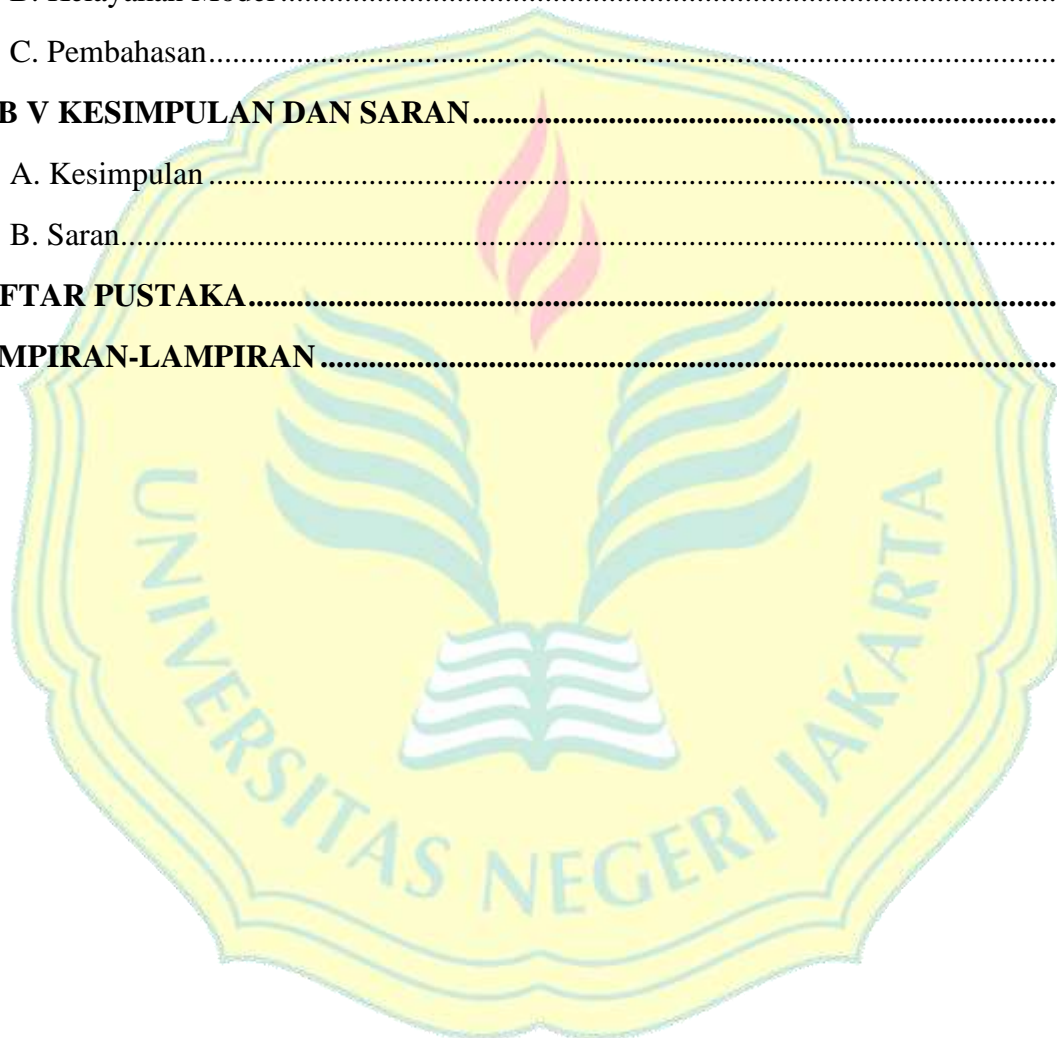 C. Pembahasan
B V KESIMPULAN DAN SARAN
A. Kesimpulan
B. Saran
FTAR PUSTAKA
MPIRAN-LAMPIRAN
UNIVERSITAS NEGERI JAKARTA